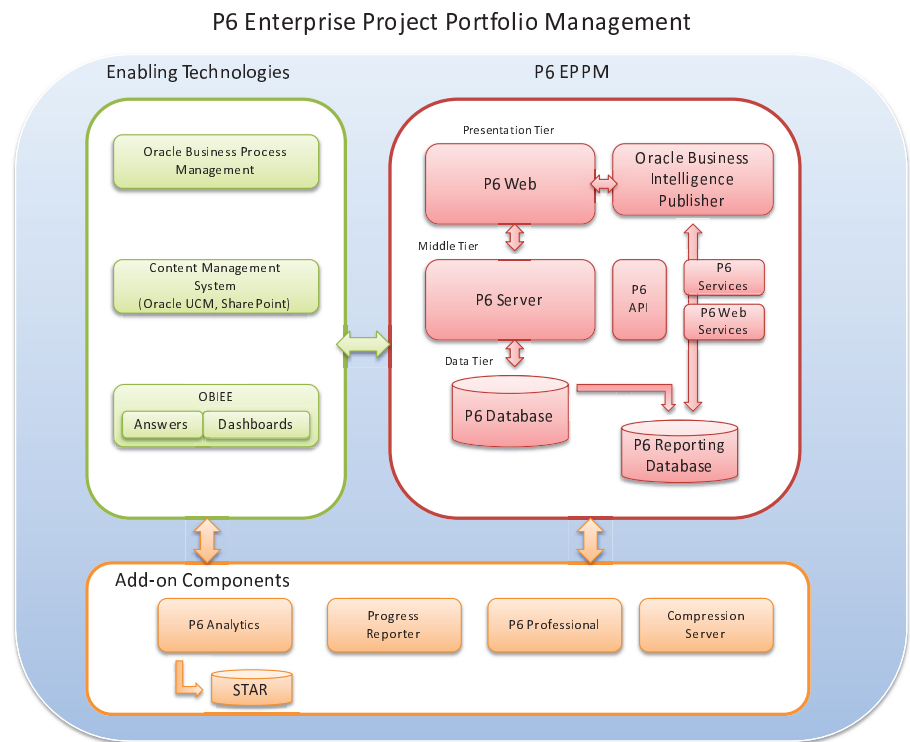 P6 Enterprise Project Portfolio Management
Enabling Technologies
Oracle Business Process
Management
Content Management
System
(Oracle UCM, SharePoint)
OBIEE
Answers
Dashboards
P6 EPPM
Presentation Tier
P6 Web
Oracle Business
Intelligence
Publisher
Middle Tier
P6 Server
P6
API
P6
Services
P6 Web
Services
Data Tier
P6 Database
P6 Reporting
Database
Add-on Components
P6 Analytics
Progress
Reporter
P6 Professional
Compression
Server
STAR